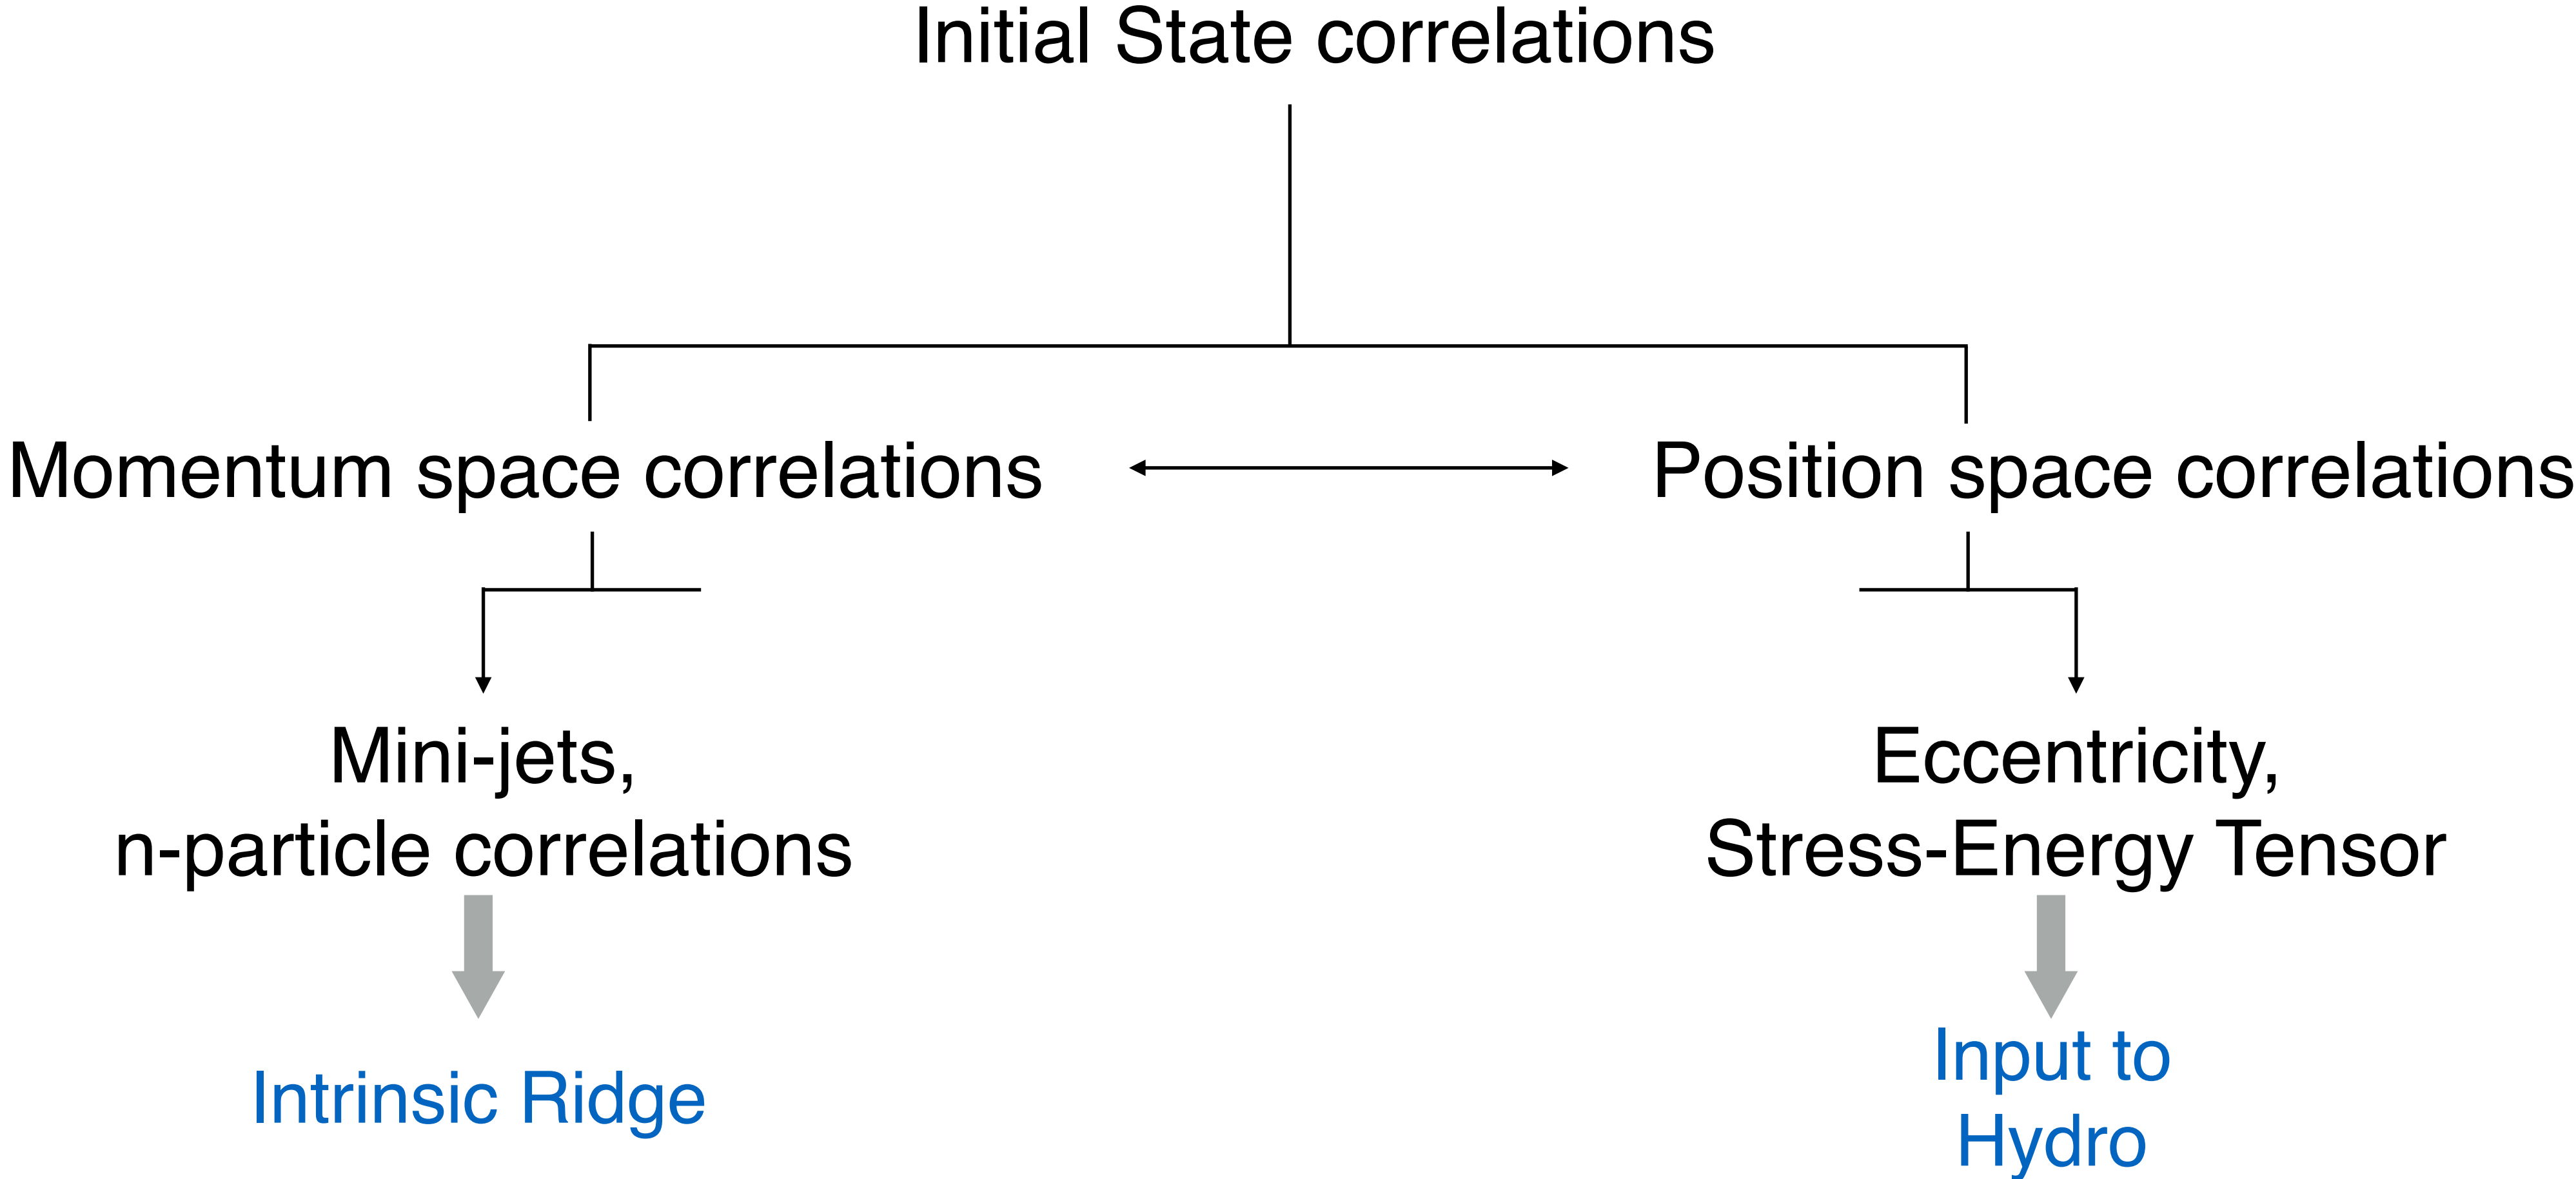 Initial State correlations
Momentum space correlations
Position space correlations
Mini-jets,
n-particle correlations
Eccentricity,
Stress-Energy Tensor
Intrinsic Ridge
Input to
Hydro